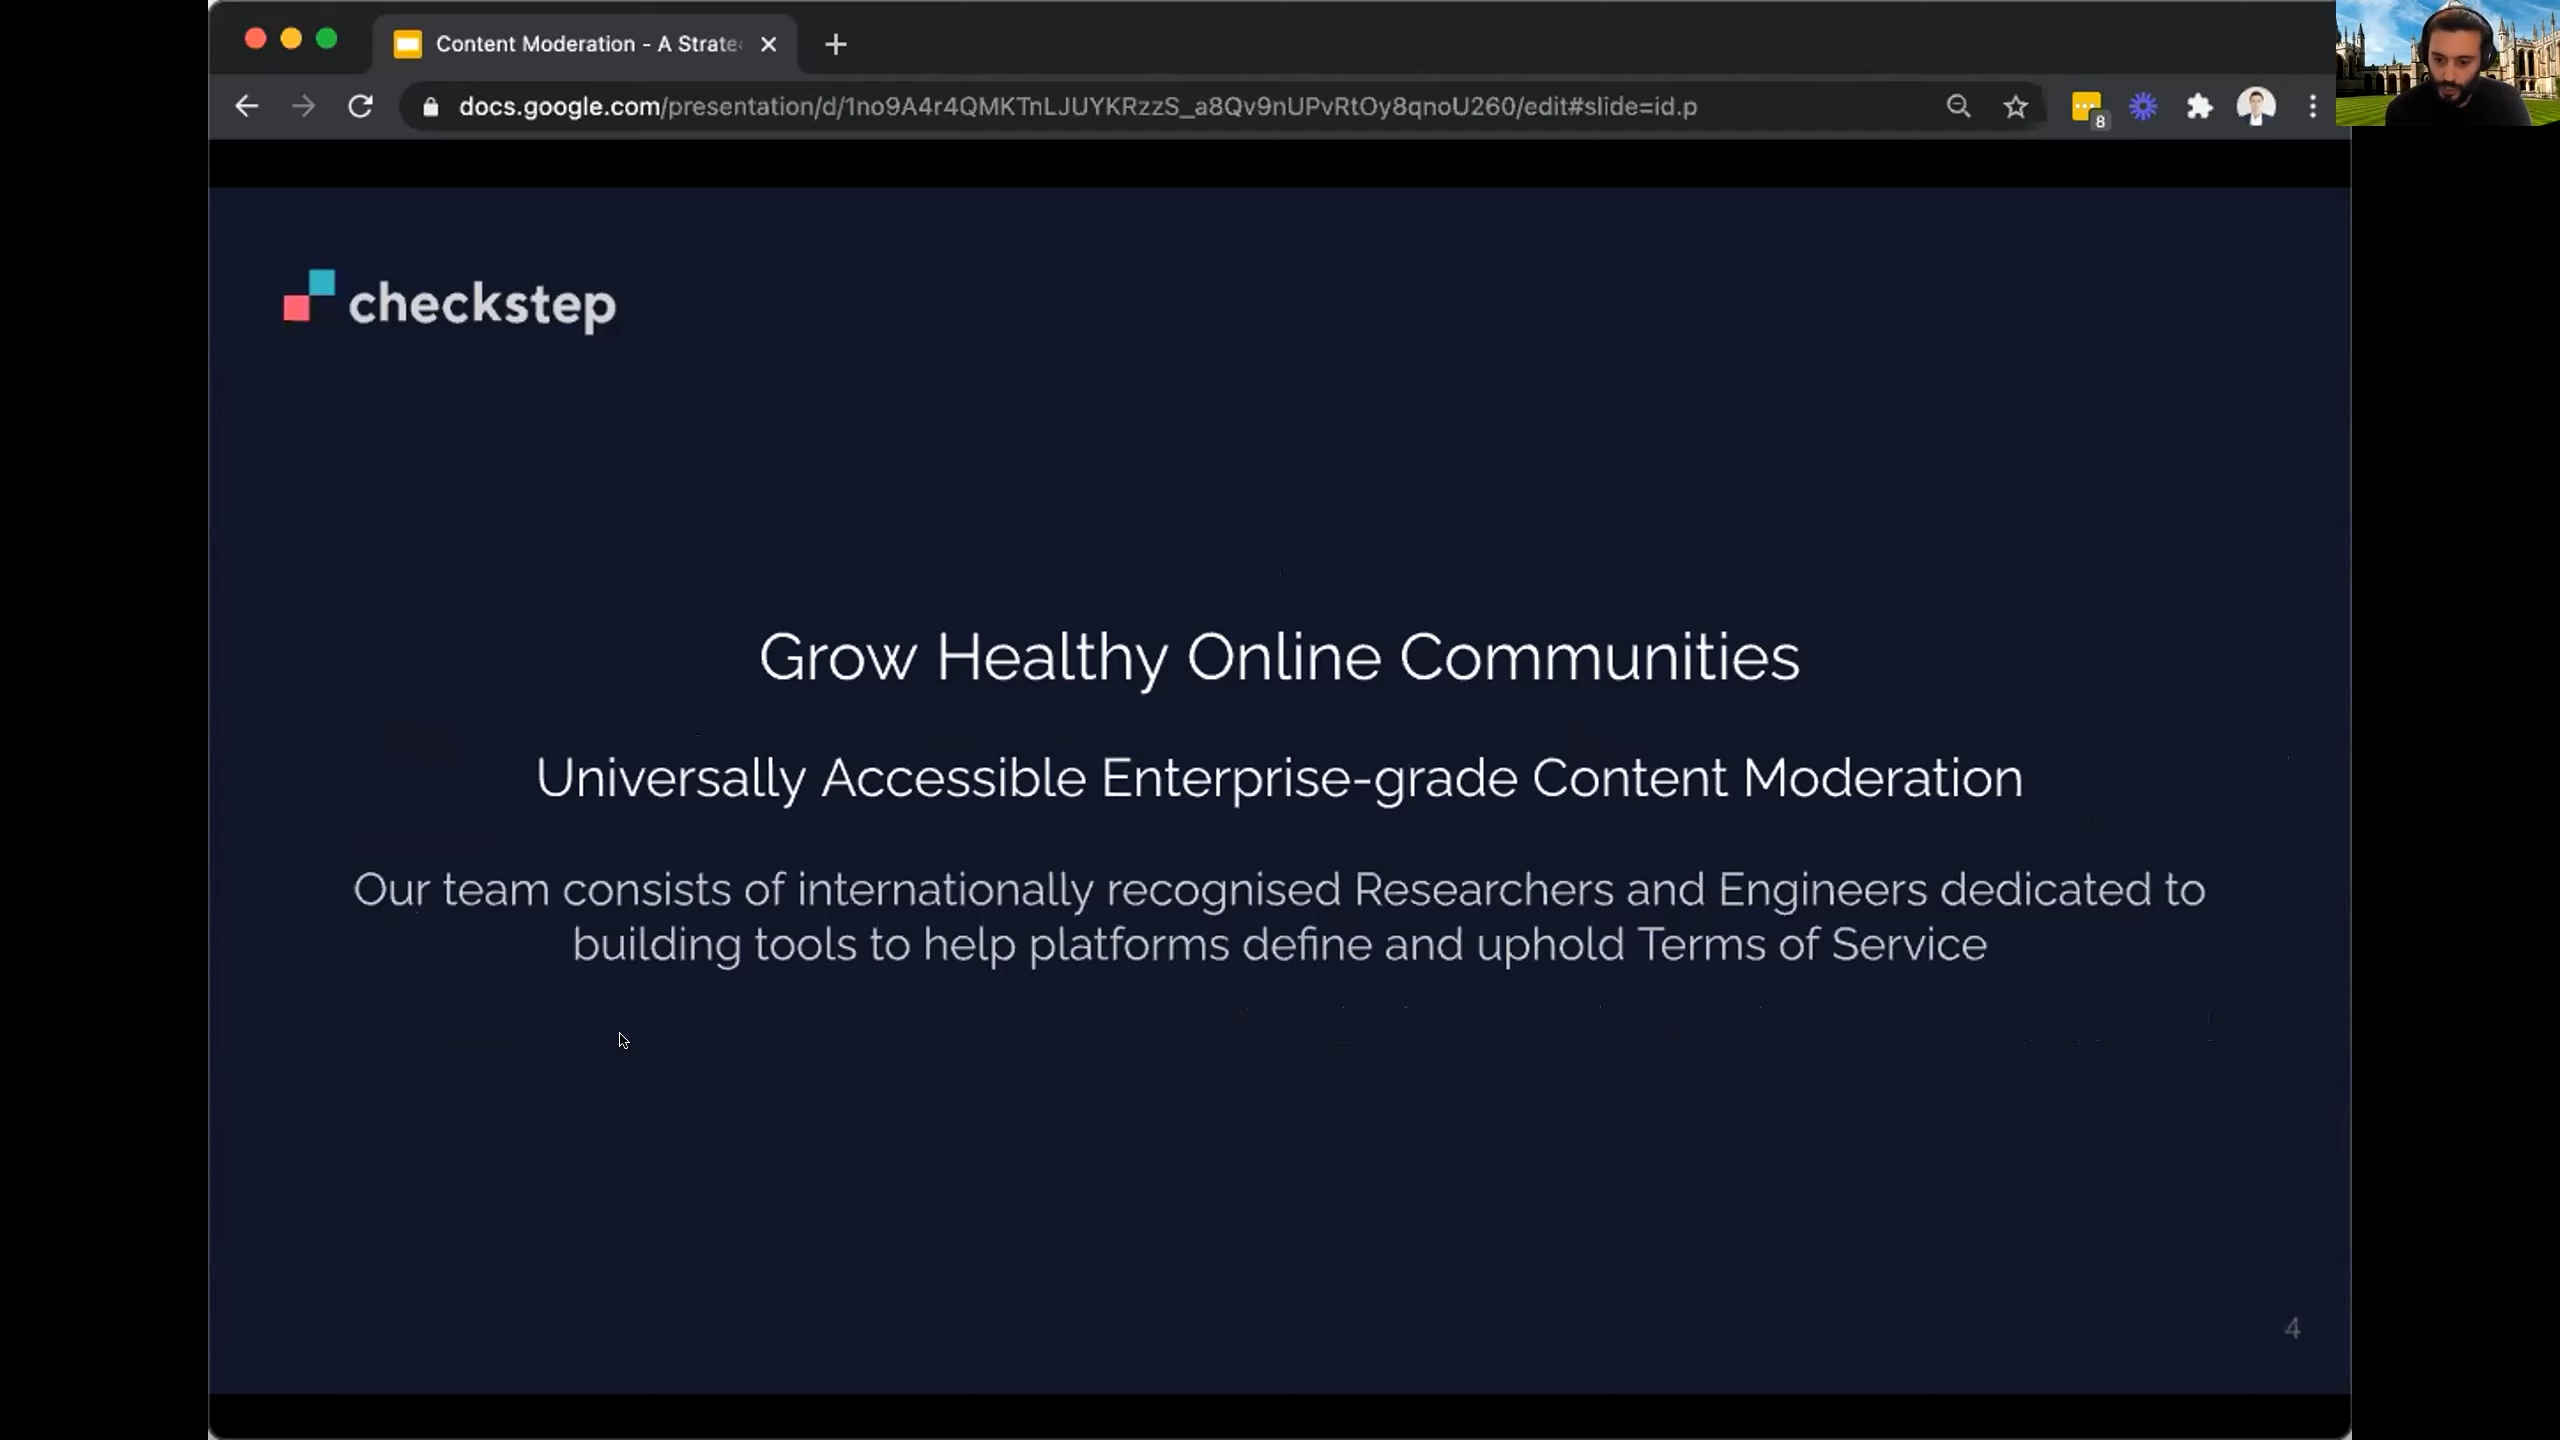 Content Moderation - A Strate
docs.google.com/presentation/d/1no9A4r4QMKTnLJUYKRzzS_a8Qv9nUPvRtOy8qnoU260/edit#slide=id.p
8
checkstep
Grow Healthy Online Communities
Universally Accessible Enterprise-grade Content Moderation
Our team consists of internationally recognised Researchers and Engineers dedicated to
building tools to help platforms define and uphold Terms of Service
4